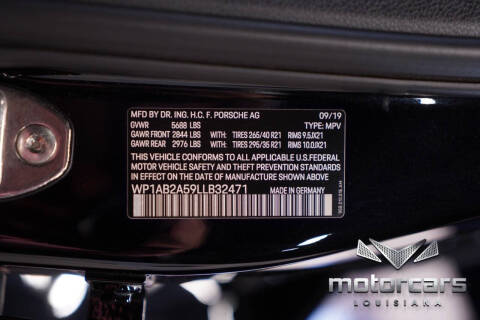 MFD BY DR. ING. H.C. F. PORSCHE AG 09/19
GVWR 5688 LBS TYPE: MPV
GAWR FRONT 2844 LBS WITH: TIRES 265/40 R21 RIMS 9.5JX21
GAWR REAR 2976 LBS WITH: TIRES 295/35 R21 RIMS 10.0JX21
THIS VEHICLE CONFORMS TO ALL APPLICABLE U.S.FEDERAL
MOTOR VEHICLE SAFETY AND THEFT PREVENTION STANDARDS
IN EFFECT ON THE DATE OF MANUFACTURE SHOWN ABOVE
WP1AB2A59LLB32471 MADE IN GERMANY
motorcars
LOUISIANA